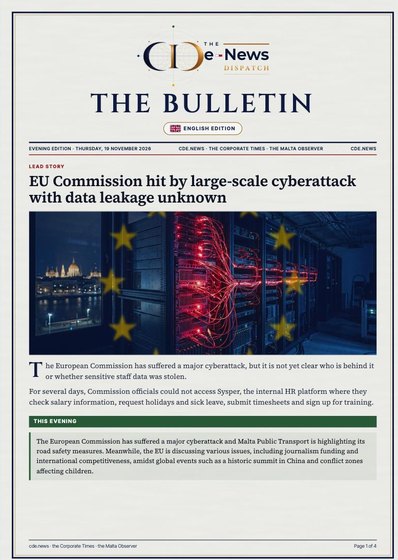 THE
CDe-News
DISPATCH
THE BULLETIN
ENGLISH EDITION
EVENING EDITION · THURSDAY, 19 NOVEMBER 2026
CDE.NEWS · THE CORPORATE TIMES · THE MALTA OBSERVER
CDE.NEWS
LEAD STORY
EU Commission hit by large-scale cyberattack
with data leakage unknown
The European Commission has suffered a major cyberattack, but it is not yet clear who is behind it
or whether sensitive staff data was stolen.
For several days, Commission officials could not access Sysper, the internal HR platform where they
check salary information, request holidays and sick leave, submit timesheets and sign up for training.
THIS EVENING
The European Commission has suffered a major cyberattack and Malta Public Transport is highlighting its
road safety measures. Meanwhile, the EU is discussing various issues, including journalism funding and
international competitiveness, amidst global events such as a historic summit in China and conflict zones
affecting children.
cde.news · the Corporate Times · the Malta Observer
Page 1 of 4